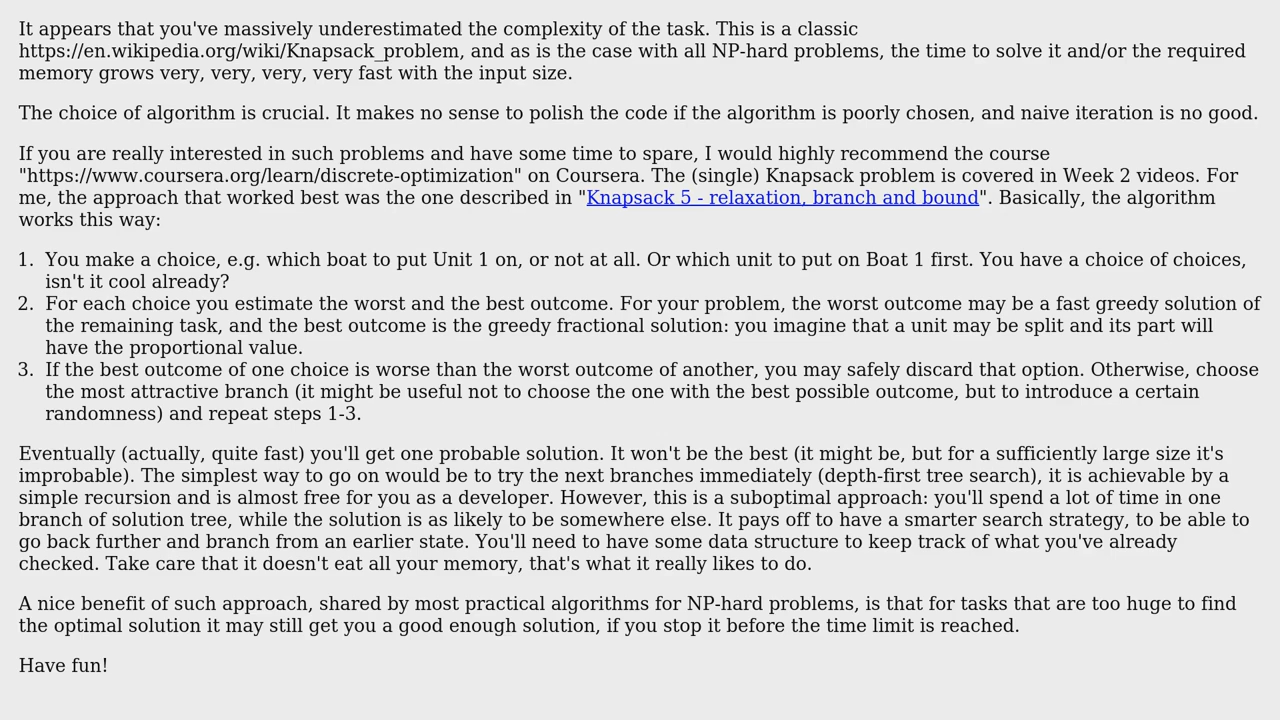 It appears that you've massively underestimated the complexity of the task. This is a classic
https://en.wikipedia.org/wiki/Knapsack_problem, and as is the case with all NP-hard problems, the time to solve it and/or the required
memory grows very, very, very, very fast with the input size.
The choice of algorithm is crucial. It makes no sense to polish the code if the algorithm is poorly chosen, and naive iteration is no good.
If you are really interested in such problems and have some time to spare, I would highly recommend the course
"https://www.coursera.org/learn/discrete-optimization" on Coursera. The (single) Knapsack problem is covered in Week 2 videos. For
me, the approach that worked best was the one described in "Knapsack 5 - relaxation, branch and bound". Basically, the algorithm
works this way:
1. You make a choice, e.g. which boat to put Unit 1 on, or not at all. Or which unit to put on Boat 1 first. You have a choice of choices,
isn't it cool already?
2. For each choice you estimate the worst and the best outcome. For your problem, the worst outcome may be a fast greedy solution of
the remaining task, and the best outcome is the greedy fractional solution: you imagine that a unit may be split and its part will
have the proportional value.
3. If the best outcome of one choice is worse than the worst outcome of another, you may safely discard that option. Otherwise, choose
the most attractive branch (it might be useful not to choose the one with the best possible outcome, but to introduce a certain
randomness) and repeat steps 1-3.
Eventually (actually, quite fast) you'll get one probable solution. It won't be the best (it might be, but for a sufficiently large size it's
improbable). The simplest way to go on would be to try the next branches immediately (depth-first tree search), it is achievable by a
simple recursion and is almost free for you as a developer. However, this is a suboptimal approach: you'll spend a lot of time in one
branch of solution tree, while the solution is as likely to be somewhere else. It pays off to have a smarter search strategy, to be able to
go back further and branch from an earlier state. You'll need to have some data structure to keep track of what you've already
checked. Take care that it doesn't eat all your memory, that's what it really likes to do.
A nice benefit of such approach, shared by most practical algorithms for NP-hard problems, is that for tasks that are too huge to find
the optimal solution it may still get you a good enough solution, if you stop it before the time limit is reached.
Have fun!